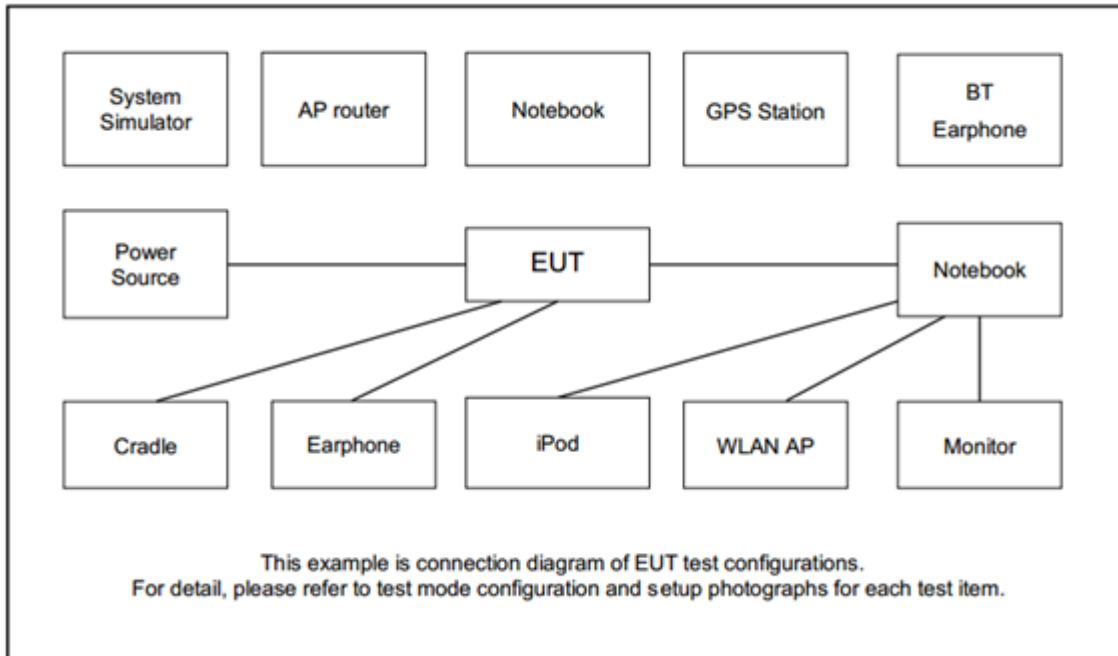 System
Simulator
AP router
Notebook
GPS Station
BT
Earphone
Power
Source
EUT
Notebook
Cradle
Earphone
iPod
WLAN AP
Monitor
This example is connection diagram of EUT test configurations.
For detail, please refer to test mode configuration and setup photographs for each test item.